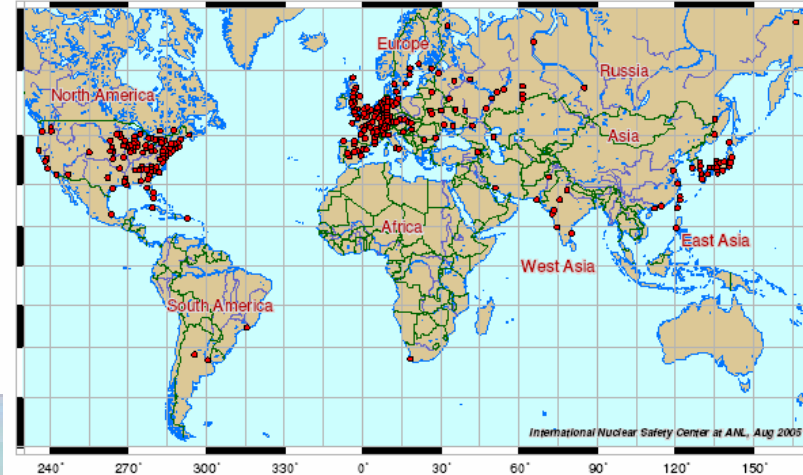 Europe
Russia
North America
Asia
Africa
East Asia
West Asia
South America
International Nuclear Safety Center at ANL, Aug 2005
240° 270° 300° 330° 0° 30° 60° 90° 120° 150°